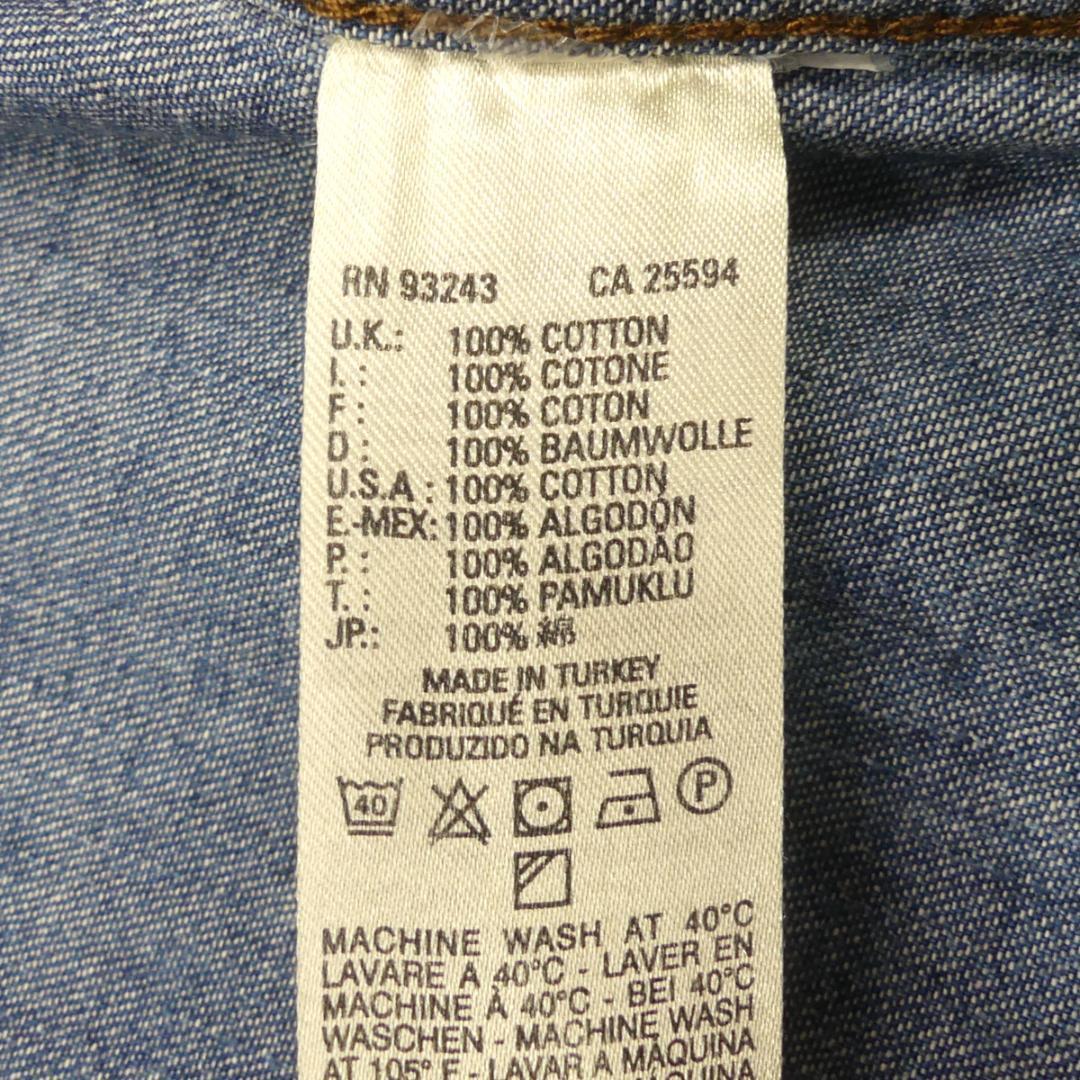 RN 93243 CA 25594
U.K.: 100% COTTON
I. : 100% COTONE
F : 100% COTON
D : 100% BAUMWOLLE
U.S.A : 100% COTTON
E.-MEX: 100% ALGODÓN
P. : 100% ALGODÃO
T. : 100% PAMUKLU
JP.: 100% 綿
MADE IN TURKEY
FABRIQUÉ EN TURQUIE
PRODUZIDO NA TURQUIA
40 P
MACHINE WASH AT 40°C
LAVARE A 40°C - LAVER EN
MACHINE À 40°C - BEI 40°C
WASCHEN - MACHINE WASH
AT 105° F - LAVAR A MÁQUINA